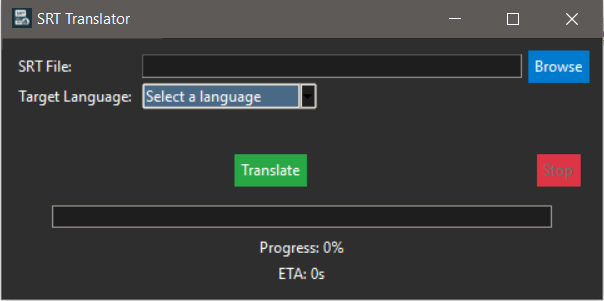 SRT Translator
SRT File:
Browse
Target Language:
Select a language
Translate
Stop
Progress: 0%
ETA: 0s